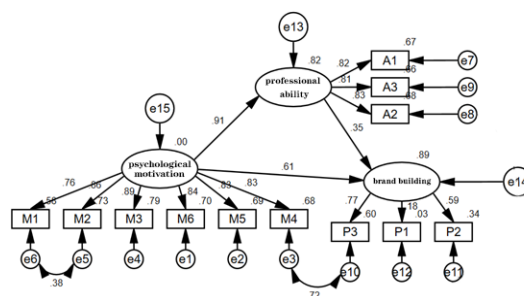 e13
.82
.67
A1
e7
.82
professional
ability
.81
.66
A3
e9
.83
.68
A2
e8
e15
.91
.35
.00
psychological
motivation
.61
.89
brand building
e14
.76
.86
.89
.84
.83
.83
.77
.18
.59
.58
.73
.79
.70
.69
.68
.60
.03
.34
M1
M2
M3
M6
M5
M4
P3
P1
P2
e6
e5
e4
e1
e2
e3
e10
e12
e11
.38
.72